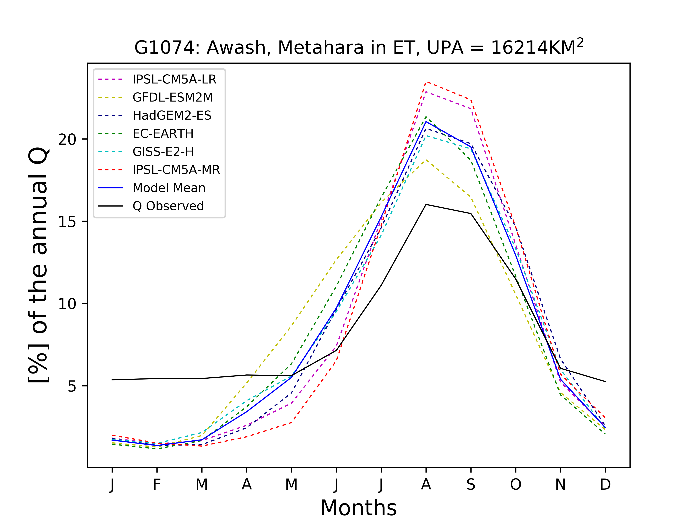 G1074: Awash, Metahara in ET, UPA = 16214KM²
IPSL-CM5A-LR
GFDL-ESM2M
HadGEM2-ES
EC-EARTH
GISS-E2-H
IPSL-CM5A-MR
Model Mean
Q Observed
[%] of the annual Q
20
15
10
5
J F M A M J J A S O N D
Months